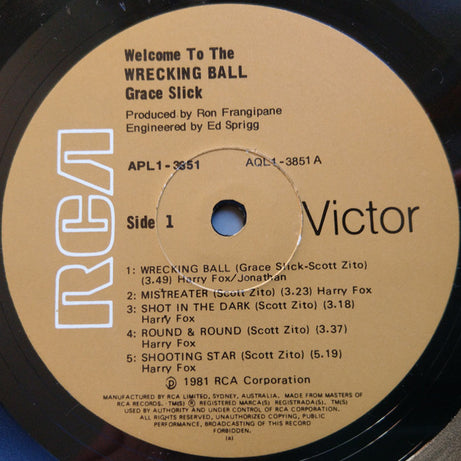 Welcome To The
WRECKING BALL
Grace Slick
Produced by Ron Frangipane
Engineered by Ed Sprigg
APL1-3851 AQL1-3851 A
RCA
Side 1
Victor
1: WRECKING BALL (Grace Slick-Scott Zito)
(3.49) Harry Fox/Jonathan
2: MISTREATER (Scott Zito) (3.23) Harry Fox
3: SHOT IN THE DARK (Scott Zito) (3.18)
Harry Fox
4: ROUND & ROUND (Scott Zito) (3.37)
Harry Fox
5: SHOOTING STAR (Scott Zito) (5.19)
Harry Fox
℗ 1981 RCA Corporation
MANUFACTURED BY RCA LIMITED, SYDNEY, AUSTRALIA. MADE FROM MASTERS OF
RCA RECORDS. TM(S) ® REGISTERED MARCA(S) REGISTRADA(S). TM(S)
USED BY AUTHORITY AND UNDER CONTROL OF RCA CORPORATION.
ALL RIGHTS RESERVED. UNAUTHORIZED COPYING, PUBLIC
PERFORMANCE, BROADCASTING OF THIS RECORD
FORBIDDEN.
(a)